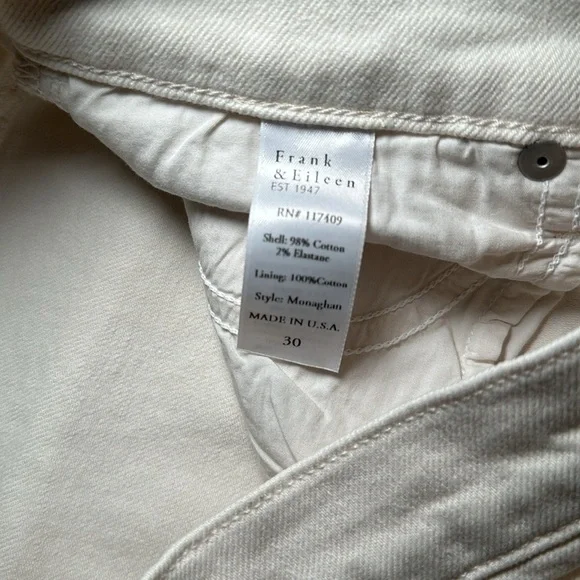 Frank
& Eileen
EST 1947
RN# 117409
Shell: 98% Cotton
2% Elastane
Lining: 100%Cotton
Style: Monaghan
MADE IN U.S.A.
30